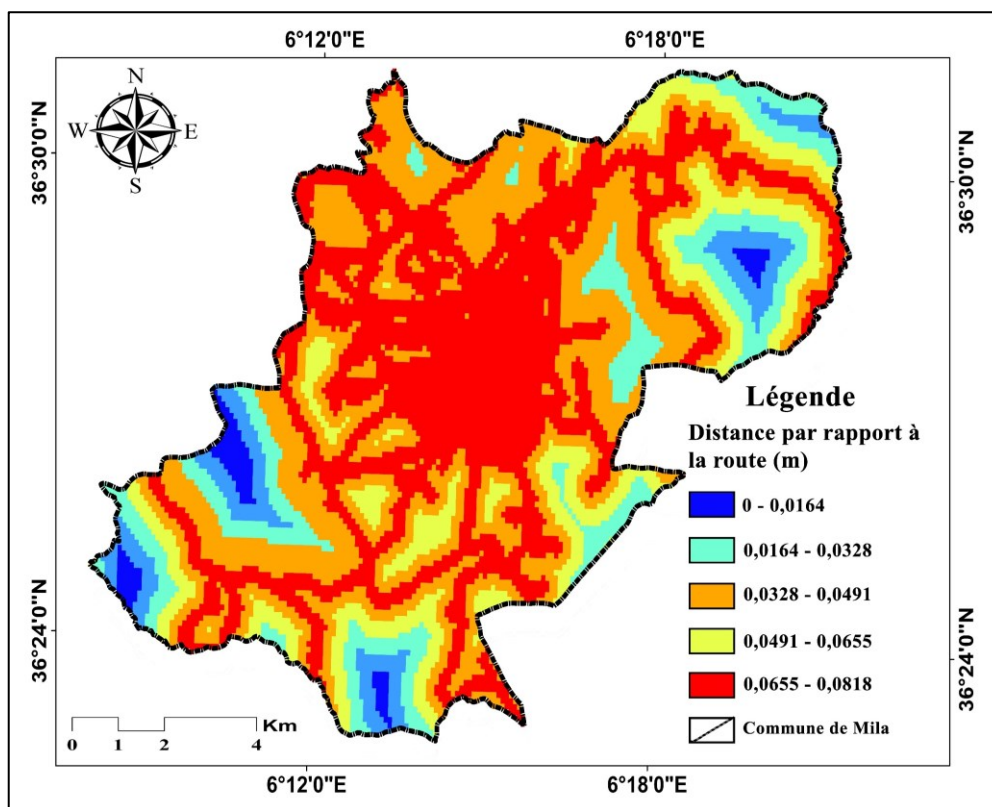 6°12'0"E
6°18'0"E
N
W
E
S
36°30'0"N
36°30'0"N
Légende
Distance par rapport à
la route (m)
0 - 0,0164
0,0164 - 0,0328
0,0328 - 0,0491
0,0491 - 0,0655
0,0655 - 0,0818
Commune de Mila
36°24'0"N
36°24'0"N
Km
0 1 2 4
6°12'0"E
6°18'0"E